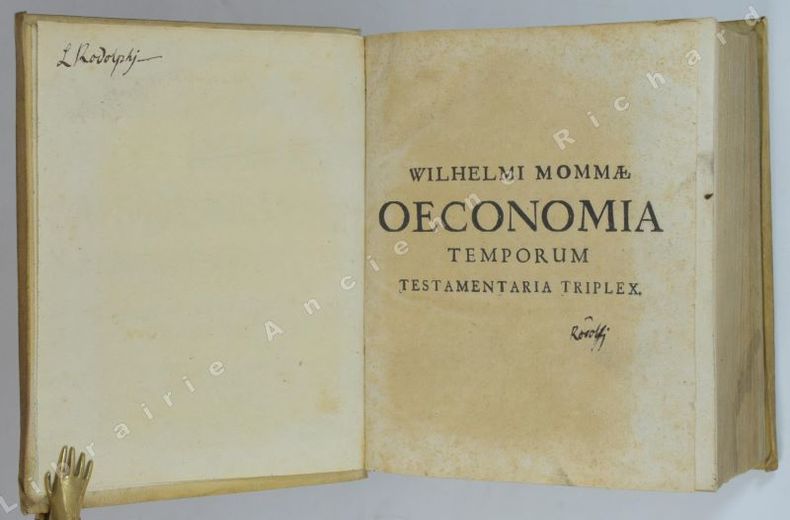 L Rodolphj
WILHELMI MOMMÆ
OECONOMIA
TEMPORUM
TESTAMENTARIA TRIPLEX.
Librairie Ancienne Richard